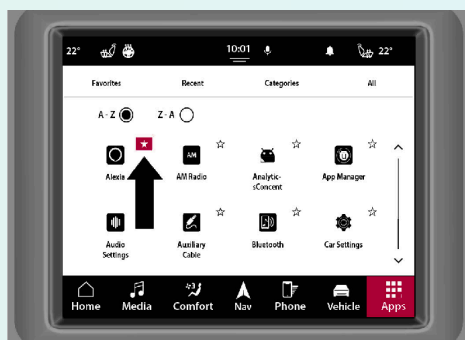 22° 10:01 22°
Favorites Recent Categories All
A - Z Z - A
AM
Alexia AM Radio Analytic-
sConcent App Manager
Audio
Settings Auxiliary
Cable Bluetooth Car Settings
Home Media Comfort Nav Phone Vehicle Apps